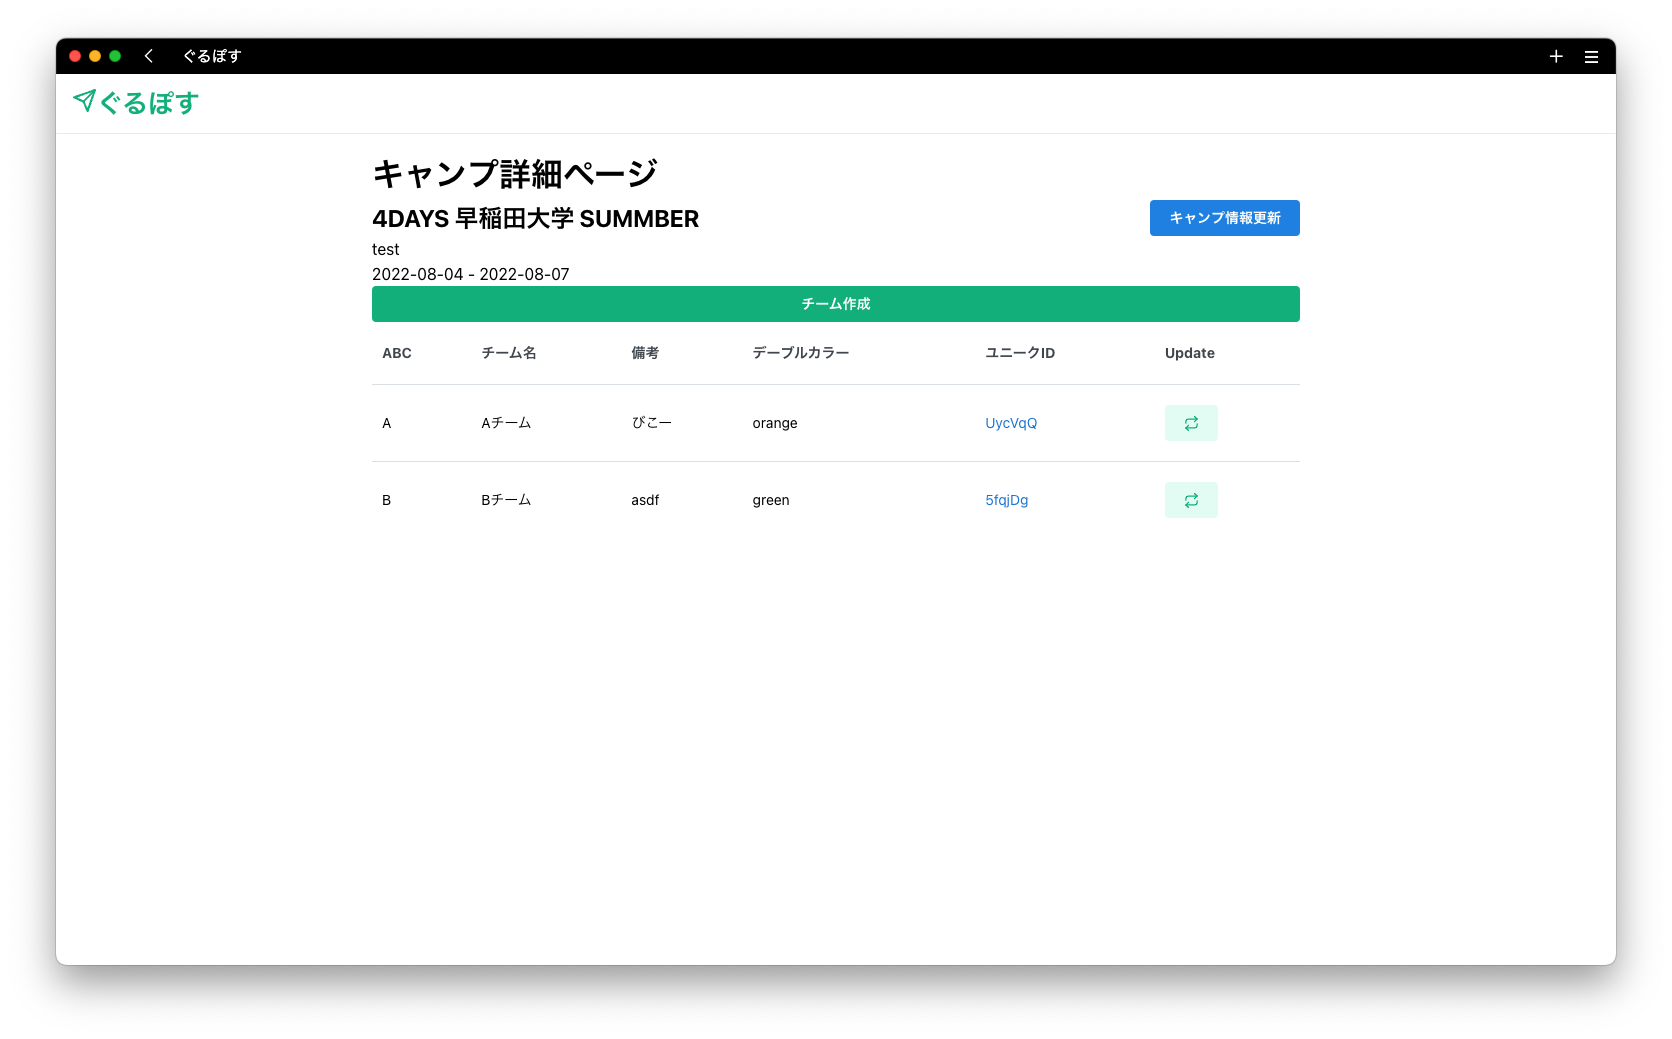 ぐるぽす
ぐるぽす
キャンプ詳細ページ
4DAYS 早稲田大学 SUMMBER
キャンプ情報更新
test
2022-08-04 - 2022-08-07
チーム作成
ABC チーム名 備考 デーブルカラー ユニークID Update
A Aチーム びこー orange UycVqQ
B Bチーム asdf green 5fqjDg